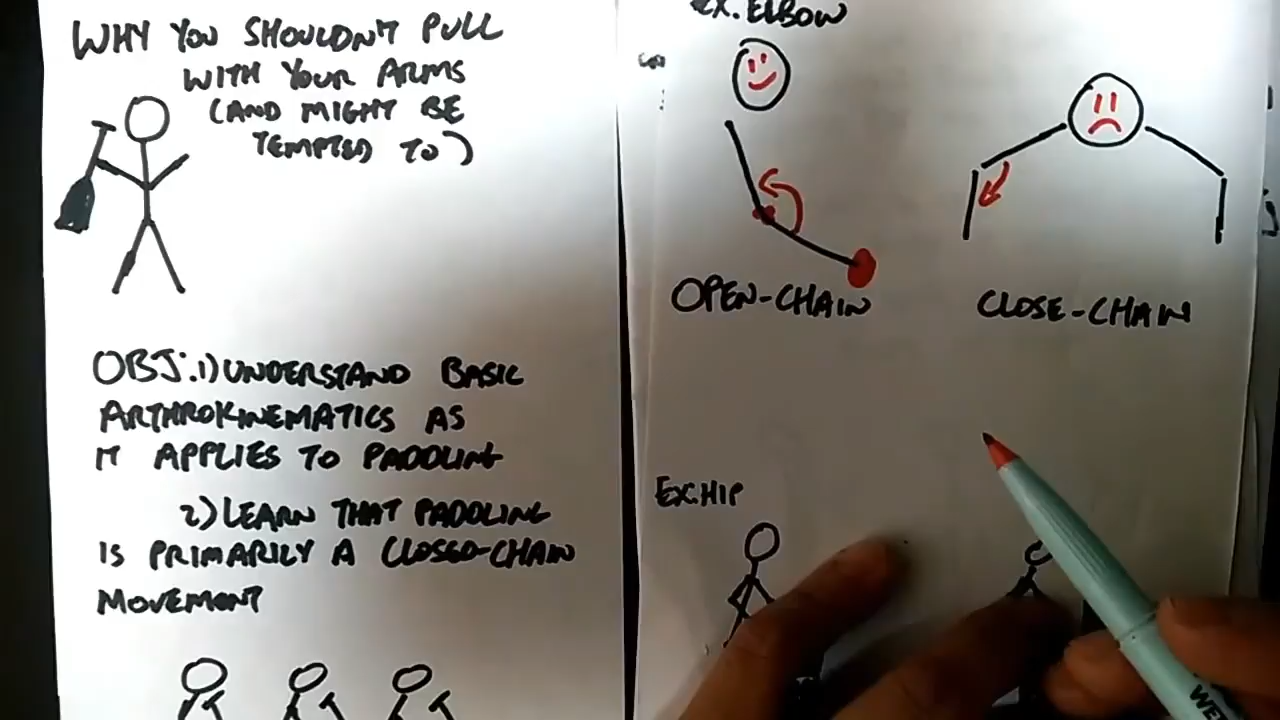 WHY YOU SHOULDN'T PULL
WITH YOUR ARMS
(AND MIGHT BE
TEMPTED TO)
OBJ: 1) UNDERSTAND BASIC
ARTHROKINEMATICS AS
IT APPLIES TO PADDLING
2) LEARN THAT PADDLING
IS PRIMARILY A CLOSED-CHAIN
MOVEMENT
EX. ELBOW
OPEN-CHAIN
CLOSE-CHAIN
EX: HIP